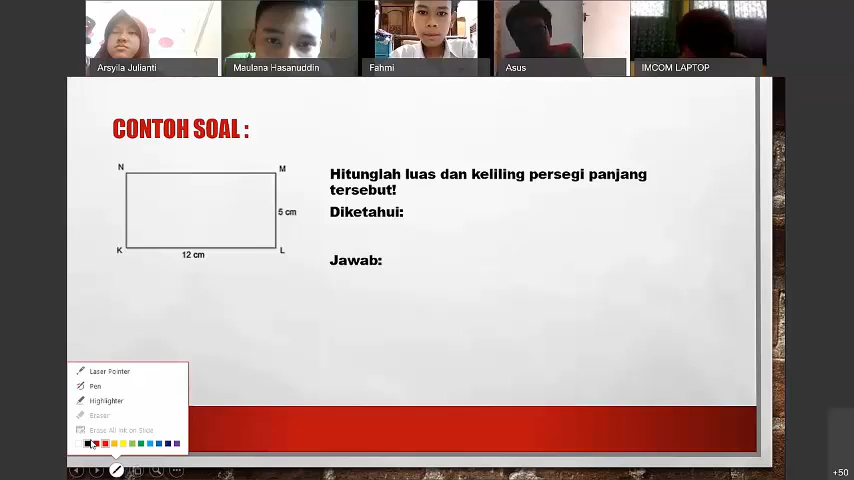 Arsyila Julianti
Maulana Hasanuddin
Fahmi
Asus
IMCOM LAPTOP
CONTOH SOAL :
N
M
Hitunglah luas dan keliling persegi panjang
tersebut!
5 cm
Diketahui:
K
L
12 cm
Jawab:
Laser Pointer
Pen
Highlighter
Eraser
Erase All Ink on Slide
+50